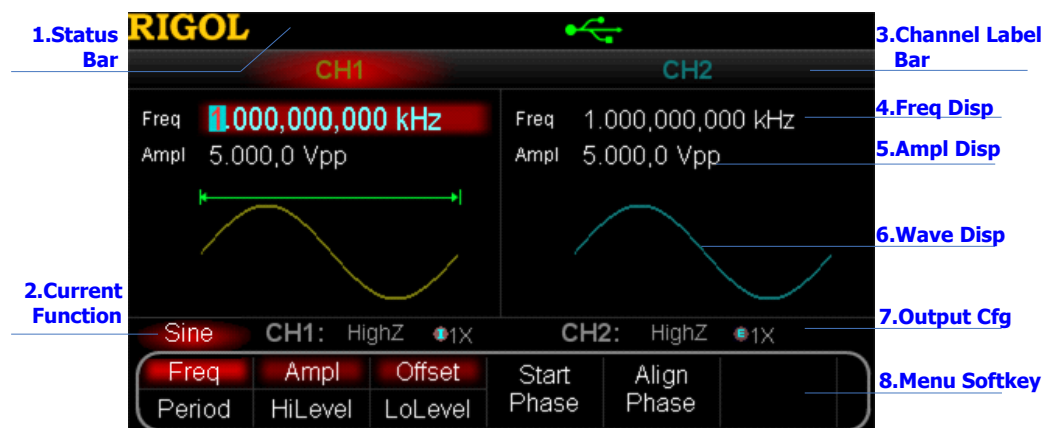 RIGOL
1.Status
Bar
3.Channel Label
Bar
CH1
CH2
Freq 1.000,000,000 kHz
Freq 1.000,000,000 kHz
4.Freq Disp
Ampl 5.000,0 Vpp
Ampl 5.000,0 Vpp
5.Ampl Disp
6.Wave Disp
2.Current
Function
7.Output Cfg
Sine
CH1: HighZ I 1X
CH2: HighZ E 1X
Freq
Ampl
Offset
Start
Phase
Align
Phase
8.Menu Softkey
Period
HiLevel
LoLevel